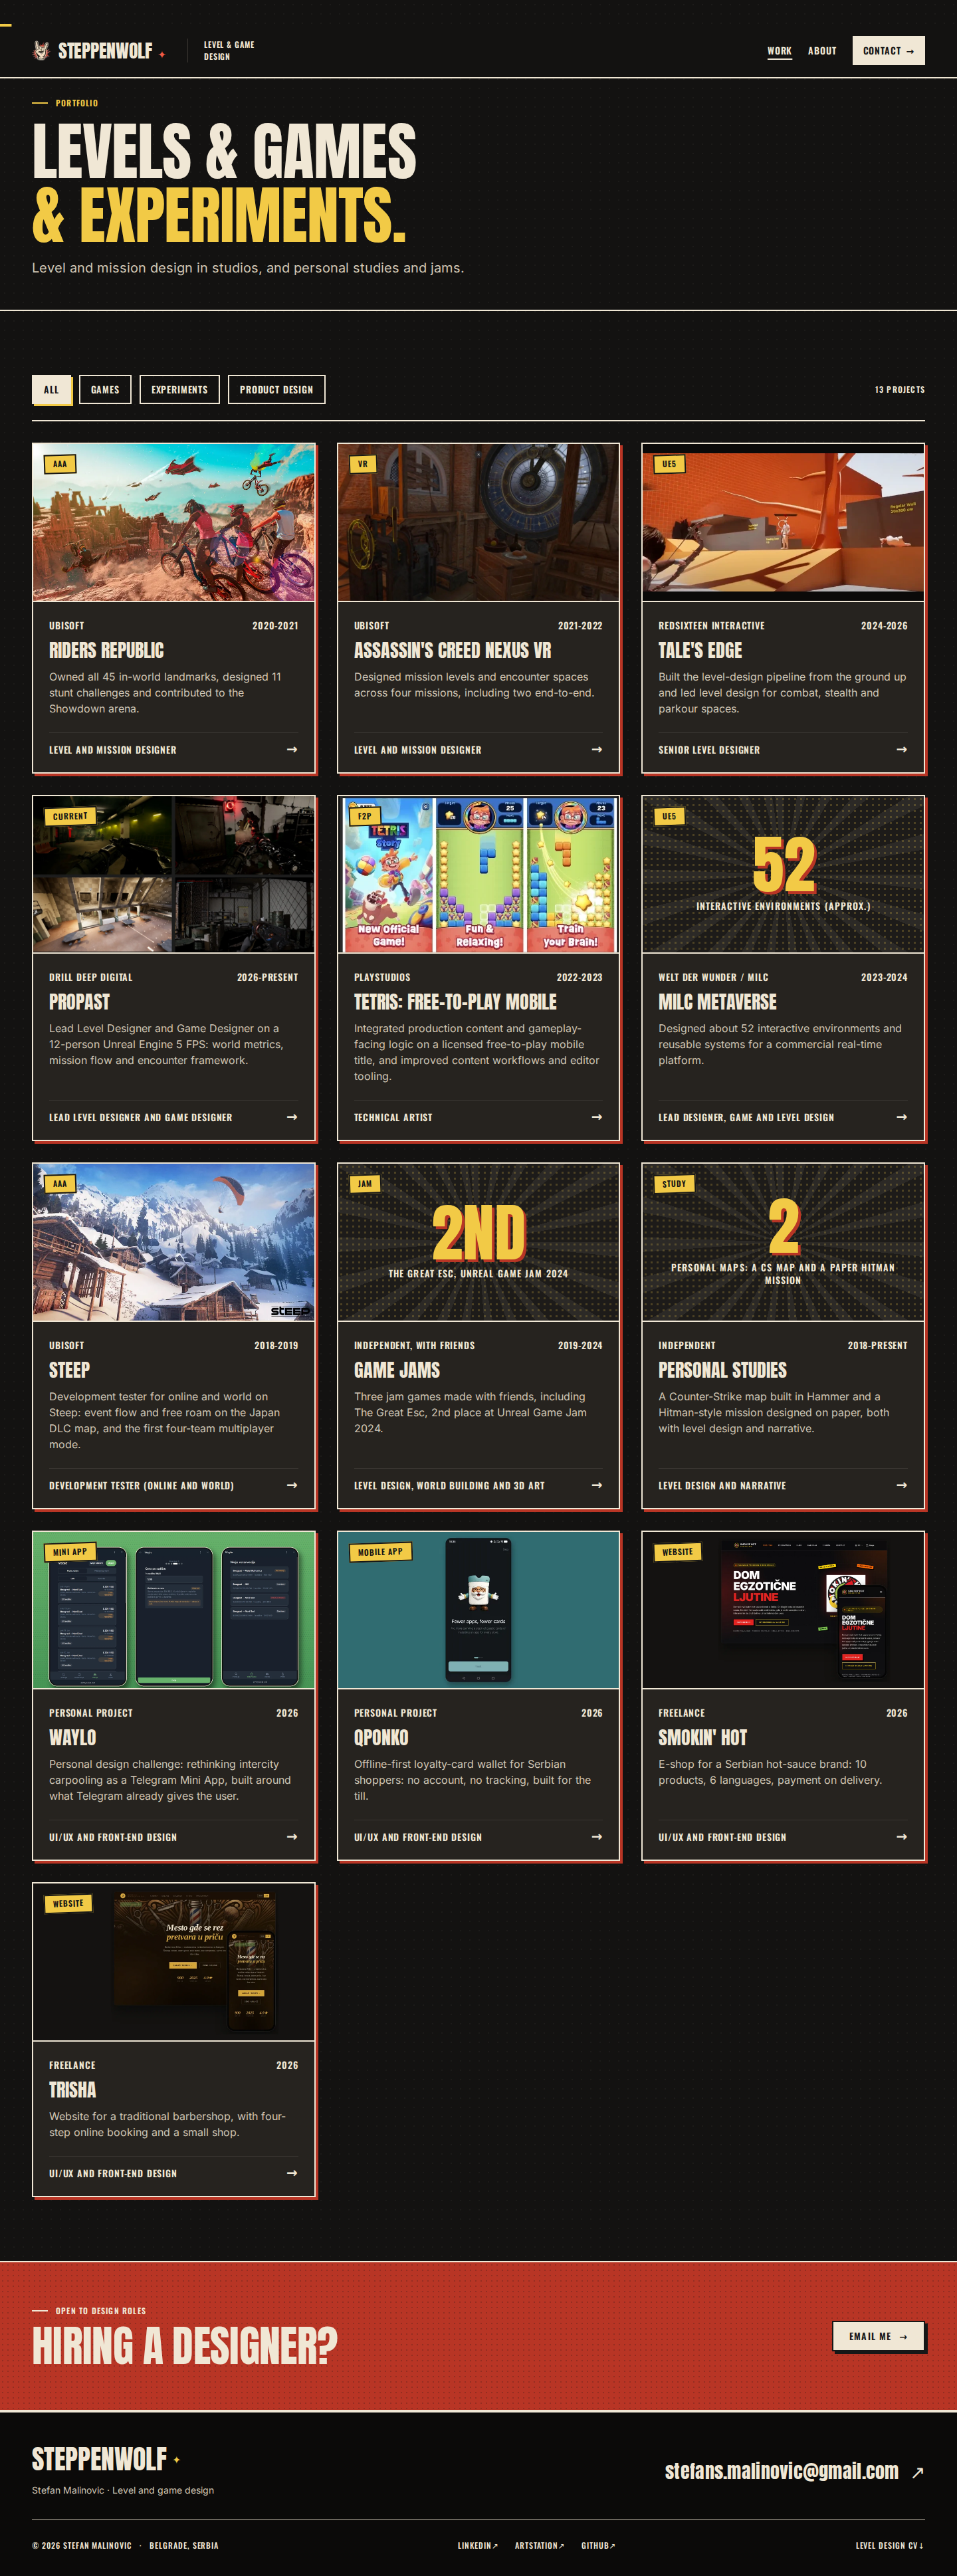 STEPPENWOLF
LEVEL & GAME
DESIGN
WORK
ABOUT
CONTACT →
PORTFOLIO
LEVELS & GAMES
& EXPERIMENTS.
Level and mission design in studios, and personal studies and jams.
ALL
GAMES
EXPERIMENTS
PRODUCT DESIGN
13 PROJECTS
AAA
UBISOFT
2020-2021
RIDERS REPUBLIC
Owned all 45 in-world landmarks, designed 11
stunt challenges and contributed to the
Showdown arena.
LEVEL AND MISSION DESIGNER →
VR
UBISOFT
2021-2022
ASSASSIN'S CREED NEXUS VR
Designed mission levels and encounter spaces
across four missions, including two end-to-end.
LEVEL AND MISSION DESIGNER →
UE5
REDSIXTEEN INTERACTIVE
2024-2026
TALE'S EDGE
Built the level-design pipeline from the ground up
and led level design for combat, stealth and
parkour spaces.
SENIOR LEVEL DESIGNER →
CURRENT
DRILL DEEP DIGITAL
2026-PRESENT
PROPAST
Lead Level Designer and Game Designer on a
12-person Unreal Engine 5 FPS: world metrics,
mission flow and encounter framework.
LEAD LEVEL DESIGNER AND GAME DESIGNER →
F2P
TETRIS
Story
New Official
Game!
25
Fun &
Relaxing!
23
Train
your Brain!
PLAYSTUDIOS
2022-2023
TETRIS: FREE-TO-PLAY MOBILE
Integrated production content and gameplay-
facing logic on a licensed free-to-play mobile
title, and improved content workflows and editor
tooling.
TECHNICAL ARTIST →
UE5
52
INTERACTIVE ENVIRONMENTS (APPROX.)
WELT DER WUNDER / MILC
2023-2024
MILC METAVERSE
Designed about 52 interactive environments and
reusable systems for a commercial real-time
platform.
LEAD DESIGNER, GAME AND LEVEL DESIGN →
AAA
STEEP
UBISOFT
2018-2019
STEEP
Development tester for online and world on
Steep: event flow and free roam on the Japan
DLC map, and the first four-team multiplayer
mode.
DEVELOPMENT TESTER (ONLINE AND WORLD) →
JAM
2ND
THE GREAT ESC, UNREAL GAME JAM 2024
INDEPENDENT, WITH FRIENDS
2019-2024
GAME JAMS
Three jam games made with friends, including
The Great Esc, 2nd place at Unreal Game Jam
2024.
LEVEL DESIGN, WORLD BUILDING AND 3D ART →
STUDY
2
PERSONAL MAPS: A CS MAP AND A PAPER HITMAN
MISSION
INDEPENDENT
2018-PRESENT
PERSONAL STUDIES
A Counter-Strike map built in Hammer and a
Hitman-style mission designed on paper, both
with level design and narrative.
LEVEL DESIGN AND NARRATIVE →
MINI APP
PERSONAL PROJECT
2026
WAYLO
Personal design challenge: rethinking intercity
carpooling as a Telegram Mini App, built around
what Telegram already gives the user.
UI/UX AND FRONT-END DESIGN →
MOBILE APP
Fewer apps, fewer cards
PERSONAL PROJECT
2026
QPONKO
Offline-first loyalty-card wallet for Serbian
shoppers: no account, no tracking, built for the
till.
UI/UX AND FRONT-END DESIGN →
WEBSITE
DOM
EGZOTIČNE
LJUTINE
DOM
EGZOTIČNE
LJUTINE
FREELANCE
2026
SMOKIN' HOT
E-shop for a Serbian hot-sauce brand: 10
products, 6 languages, payment on delivery.
UI/UX AND FRONT-END DESIGN →
WEBSITE
Mesto gde se rez
pretvara u priču
FREELANCE
2026
TRISHA
Website for a traditional barbershop, with four-
step online booking and a small shop.
UI/UX AND FRONT-END DESIGN →
OPEN TO DESIGN ROLES
HIRING A DESIGNER?
EMAIL ME →
STEPPENWOLF
Stefan Malinovic · Level and game design
stefans.malinovic@gmail.com ↗
© 2026 STEFAN MALINOVIC · BELGRADE, SERBIA
LINKEDIN↗
ARTSTATION↗
GITHUB↗
LEVEL DESIGN CV↓